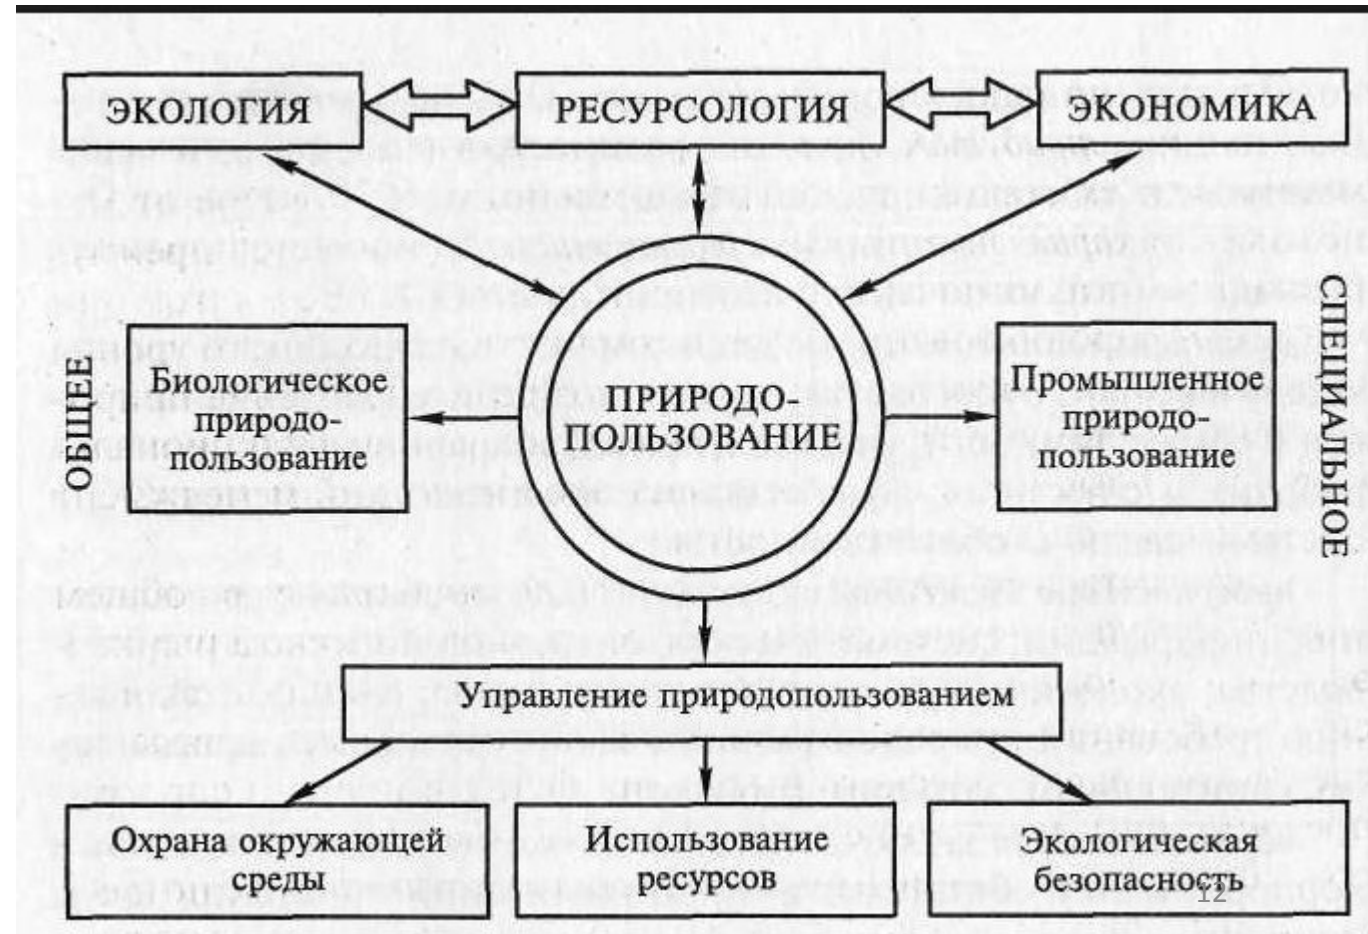 ЭКОЛОГИЯ
РЕСУРСОЛОГИЯ
ЭКОНОМИКА
ОБЩЕЕ
Биологическое
природо-
пользование
ПРИРОДО-
ПОЛЬЗОВАНИЕ
Промышленное
природо-
пользование
СПЕЦИАЛЬНОЕ
Управление природопользованием
Охрана окружающей
среды
Использование
ресурсов
Экологическая
безопасность
12